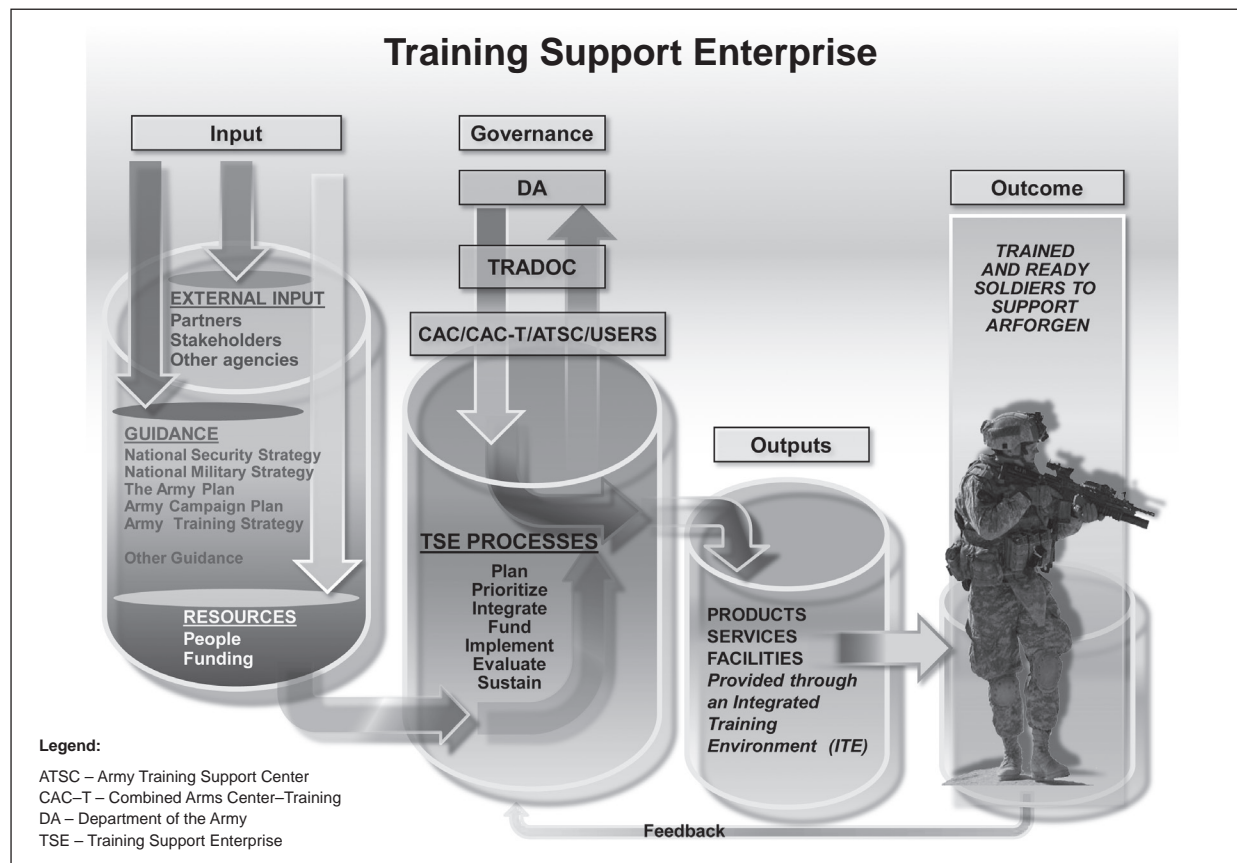 Training Support Enterprise
Input
EXTERNAL INPUT
Partners
Stakeholders
Other agencies
GUIDANCE
National Security Strategy
National Military Strategy
The Army Plan
Army Campaign Plan
Army Training Strategy
Other Guidance
RESOURCES
People
Funding
Governance
DA
TRADOC
CAC/CAC-T/ATSC/USERS
TSE PROCESSES
Plan
Prioritize
Integrate
Fund
Implement
Evaluate
Sustain
Outputs
PRODUCTS
SERVICES
FACILITIES
Provided through
an Integrated
Training
Environment (ITE)
Outcome
TRAINED
AND READY
SOLDIERS TO
SUPPORT
ARFORGEN
Feedback
Legend:
ATSC – Army Training Support Center
CAC–T – Combined Arms Center–Training
DA – Department of the Army
TSE – Training Support Enterprise